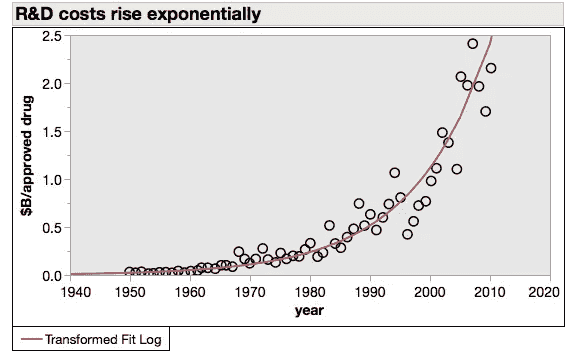 R&D costs rise exponentially
2.5
2.0
1.5
1.0
0.5
0.0
$B/approved drug
1940 1950 1960 1970 1980 1990 2000 2010 2020
year
Transformed Fit Log